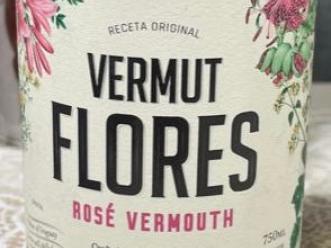 RECETA ORIGINAL
VERMUT
FLORES
ROSÉ VERMOUTH
750ML